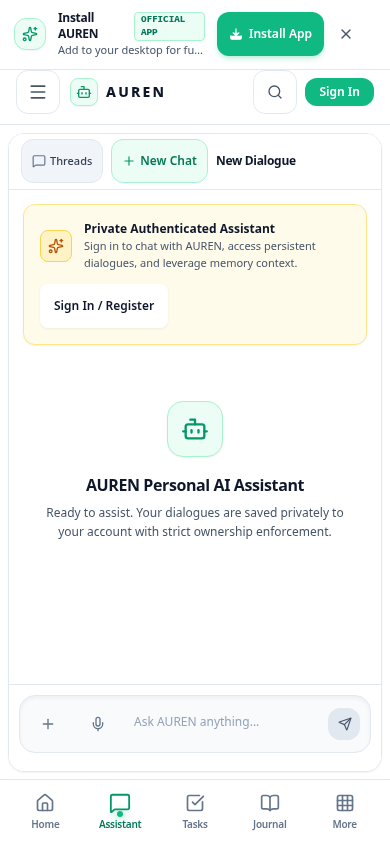 Install AUREN
OFFICIAL APP
Add to your desktop for fu...
Install App
AUREN
Sign In
Threads
New Chat
New Dialogue
Private Authenticated Assistant
Sign in to chat with AUREN, access persistent
dialogues, and leverage memory context.
Sign In / Register
AUREN Personal AI Assistant
Ready to assist. Your dialogues are saved privately to
your account with strict ownership enforcement.
Ask AUREN anything...
Home
Assistant
Tasks
Journal
More